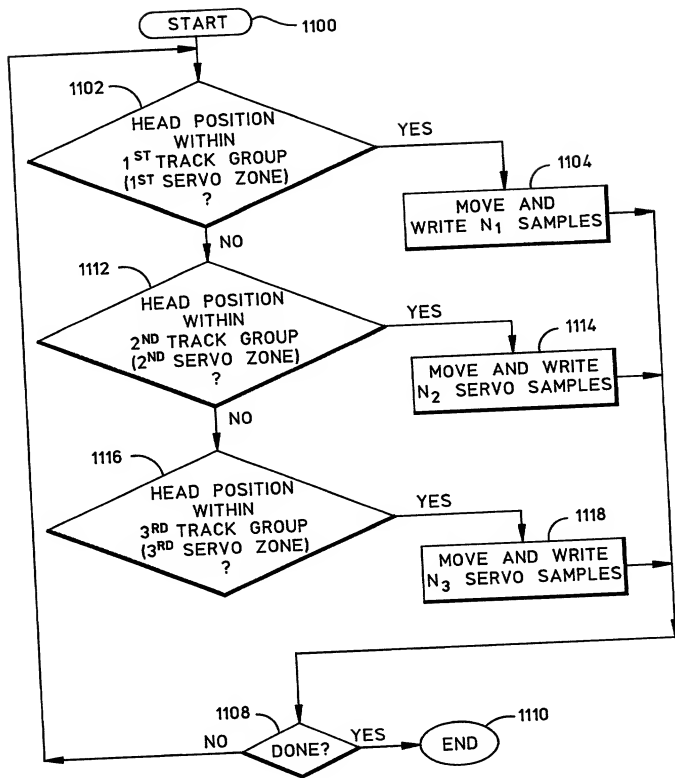 START
1100
1102
HEAD POSITION
WITHIN
1ST TRACK GROUP
(1ST SERVO ZONE)
?
YES
1104
MOVE AND
WRITE N1 SAMPLES
NO
1112
HEAD POSITION
WITHIN
2ND TRACK GROUP
(2ND SERVO ZONE)
?
YES
1114
MOVE AND WRITE
N2 SERVO SAMPLES
NO
1116
HEAD POSITION
WITHIN
3RD TRACK GROUP
(3RD SERVO ZONE)
?
YES
1118
MOVE AND WRITE
N3 SERVO SAMPLES
1108
NO
DONE?
YES
END
1110